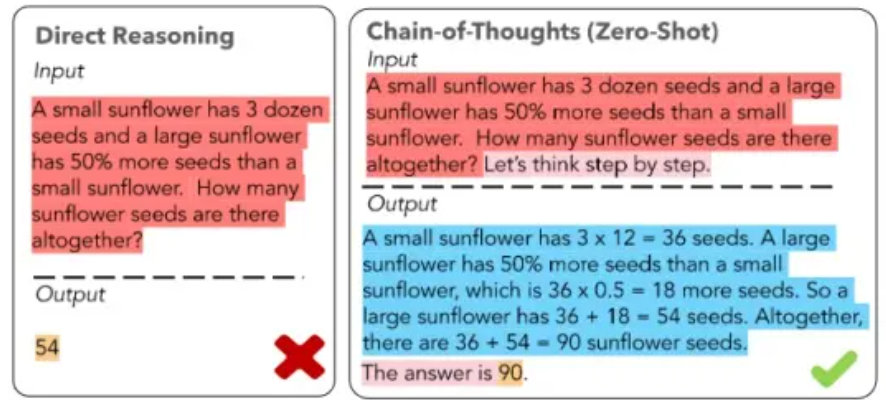 Direct Reasoning
Input
A small sunflower has 3 dozen
seeds and a large sunflower
has 50% more seeds than a
small sunflower.  How many
sunflower seeds are there
altogether?
Output
54
Chain-of-Thoughts (Zero-Shot)
Input
A small sunflower has 3 dozen seeds and a large
sunflower has 50% more seeds than a small
sunflower.  How many sunflower seeds are there
altogether? Let's think step by step.
Output
A small sunflower has 3 x 12 = 36 seeds. A large
sunflower has 50% more seeds than a small
sunflower, which is 36 x 0.5 = 18 more seeds. So a
large sunflower has 36 + 18 = 54 seeds. Altogether,
there are 36 + 54 = 90 sunflower seeds.
The answer is 90.